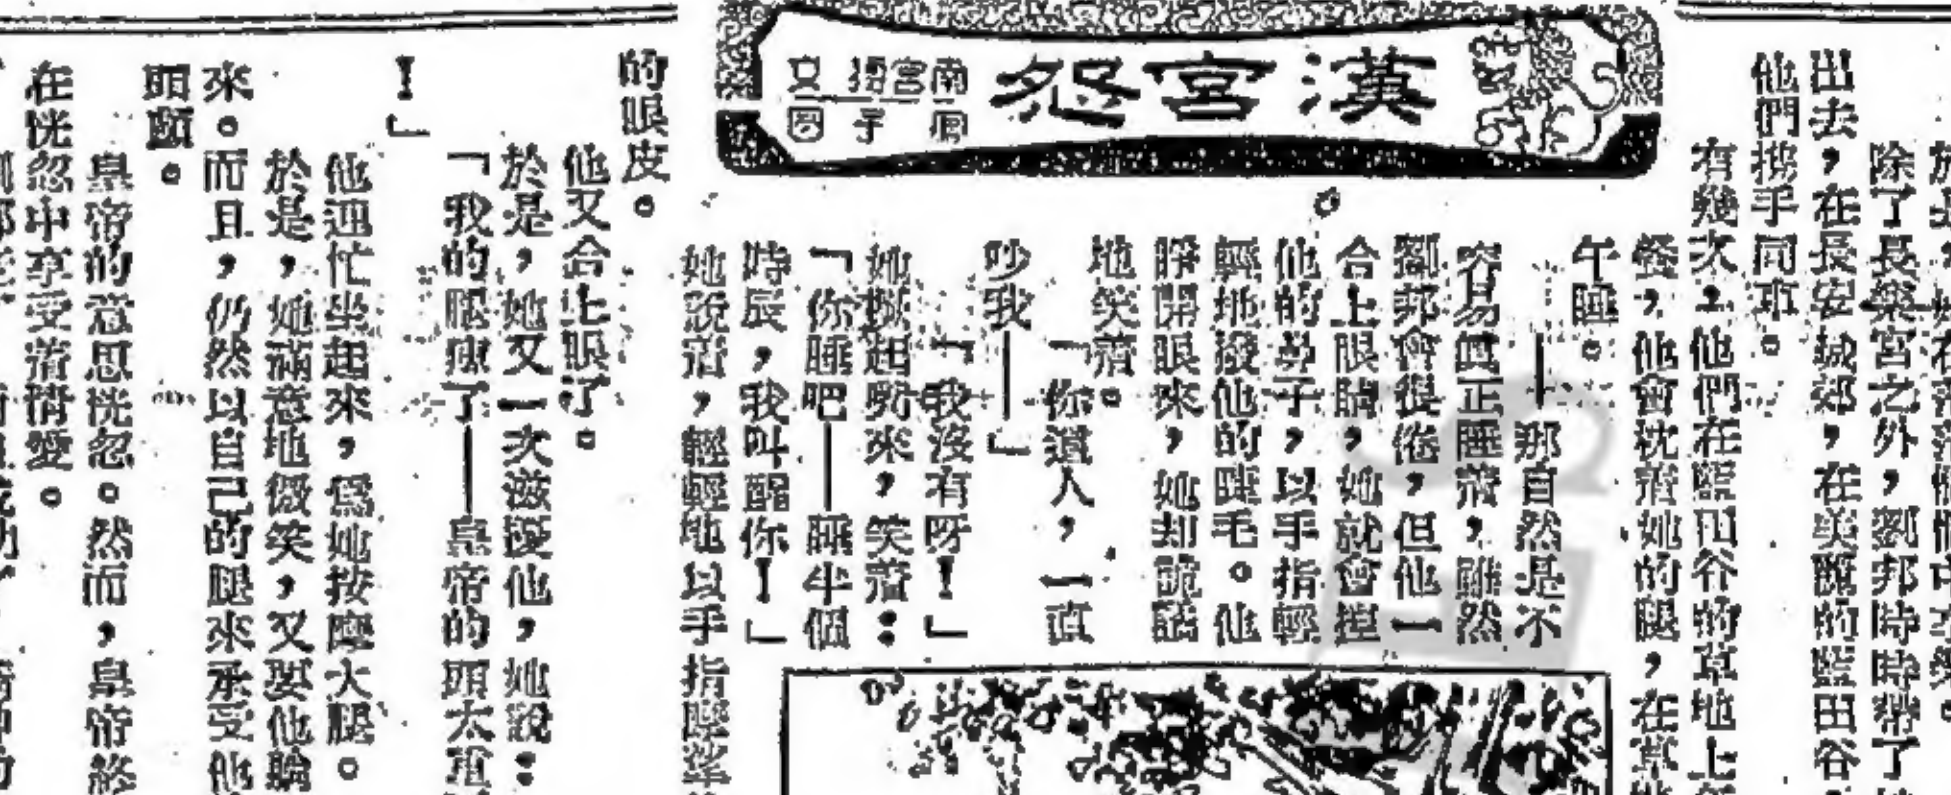 漢宮怨
南宮搏 文
除了長樂宮之外，劉邦時時帶了
出去，在長安城郊，在美麗的藍田谷
他們携手同車。
有幾次，他們在藍田谷的草地上
餐，他會枕着她的腿，在草地
午睡。
——那自然是不
容易眞正睡着，雖然
劉邦會很倦，但他一
合上眼睛，她就會捏
他的鼻子，以手指輕
輕地撥他的睫毛。他
睜開眼來，她却詭譎
地笑着。
「你這人，一直
吵我——」
「我沒有呀！」
她撅起嘴來，笑着：
「你睡吧——睡半個
時辰，我叫醒你！」
她說着，輕輕地以手指
的眼皮。
他又合上眼了。
於是，她又一次滋擾他，她說：
「我的腿痠了——皇帝的頭太重
！」
他連忙坐起來，爲她按摩大腿。
於是，她滿意地微笑，又要他躺
來。而且，仍然以自己的腿來承受他
頭顱。
皇帝的意思恍忽。然而，皇帝終
在恍忽中享受着情愛。